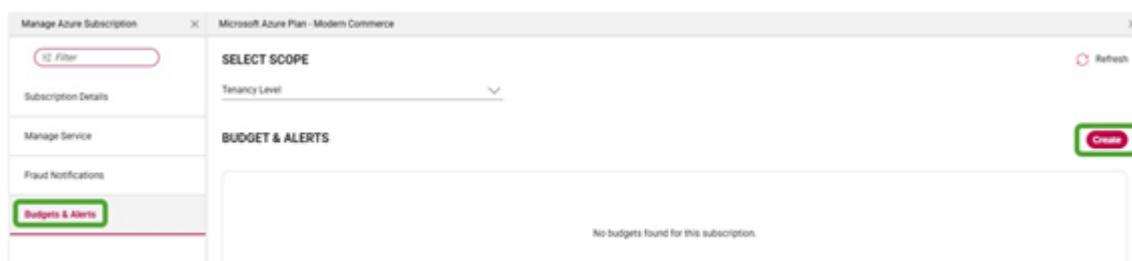 Manage Azure Subscription
Microsoft Azure Plan - Modern Commerce
Filter
SELECT SCOPE
Refresh
Subscription Details
Tenancy Level
Manage Service
BUDGET & ALERTS
Create
Fraud Notifications
Budgets & Alerts
No budgets found for this subscription.